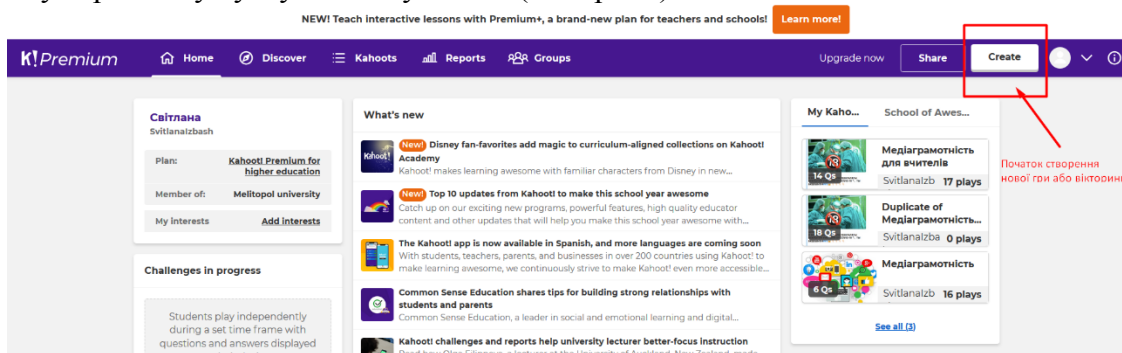 NEW! Teach interactive lessons with Premium+, a brand-new plan for teachers and schools!
Learn more!
K! Premium
Home
Discover
Kahoots
Reports
Groups
Upgrade now
Share
Create
Світлана
SvitlanaIzbash
Plan:
Kahoot! Premium for
higher education
Member of:
Melitopol university
My interests
Add interests
Challenges in progress
Students play independently
during a set time frame with
questions and answers displayed
What's new
New! Disney fan-favorites add magic to curriculum-aligned collections on Kahoot!
Academy
Kahoot! makes learning awesome with familiar characters from Disney in new...
New! Top 10 updates from Kahoot! to make this school year awesome
Catch up on our exciting new programs, powerful features, high quality educator
content and other updates that will help you make this school year awesome with...
The Kahoot! app is now available in Spanish, and more languages are coming soon
With students, teachers, parents, and businesses in over 200 countries using Kahoot! to
make learning awesome, we continuously strive to make Kahoot! even more accessible...
Common Sense Education shares tips for building strong relationships with
students and parents
Common Sense Education, a leader in social and emotional learning and digital...
Kahoot! challenges and reports help university lecturer better-focus instruction
My Kaho...
School of Awes...
14 Qs
Медіаграмотність
для вчителів
SvitlanaIzb 17 plays
18 Qs
Duplicate of
Медіаграмотність...
SvitlanaIzba 0 plays
6 Qs
Медіаграмотність
SvitlanaIzb 16 plays
See all (3)
Початок створення
нової гри або вікторини